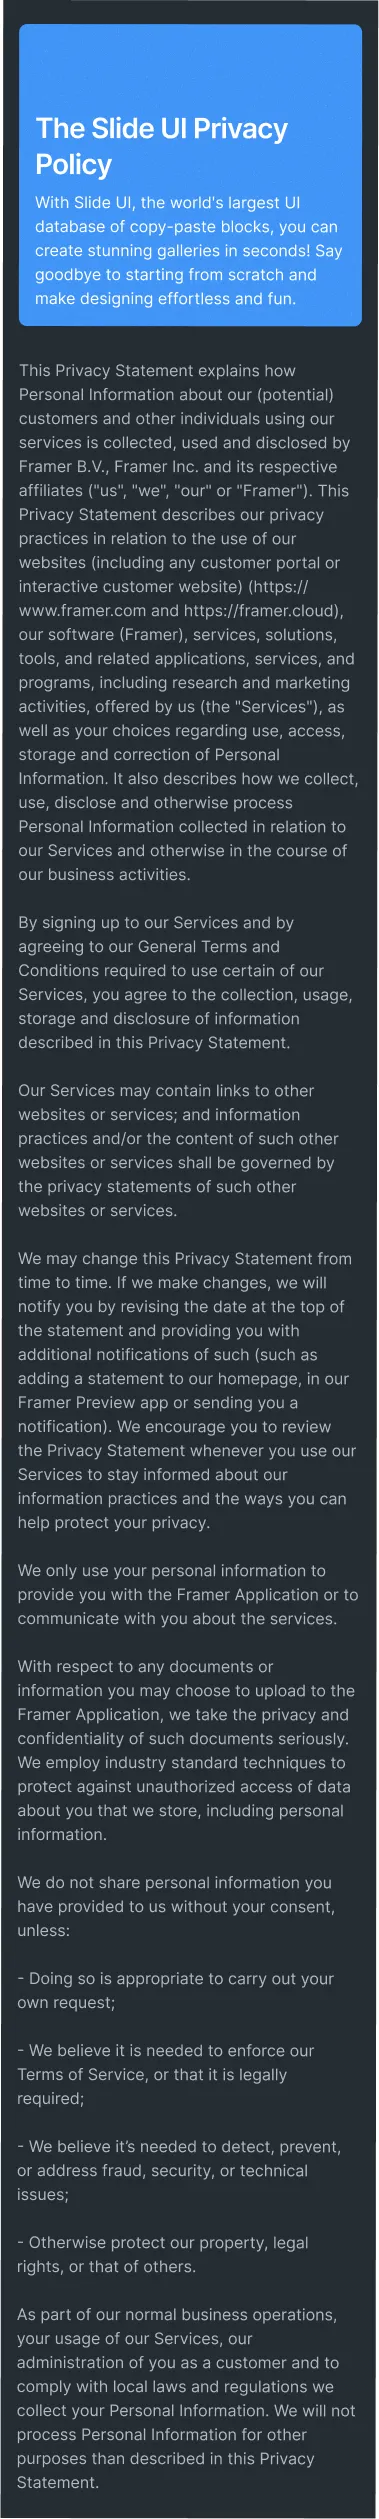 The Slide UI Privacy
Policy
With Slide UI, the world's largest UI
database of copy-paste blocks, you can
create stunning galleries in seconds! Say
goodbye to starting from scratch and
make designing effortless and fun.
This Privacy Statement explains how
Personal Information about our (potential)
customers and other individuals using our
services is collected, used and disclosed by
Framer B.V., Framer Inc. and its respective
affiliates ("us", "we", "our" or "Framer"). This
Privacy Statement describes our privacy
practices in relation to the use of our
websites (including any customer portal or
interactive customer website) (https://
www.framer.com and https://framer.cloud),
our software (Framer), services, solutions,
tools, and related applications, services, and
programs, including research and marketing
activities, offered by us (the "Services"), as
well as your choices regarding use, access,
storage and correction of Personal
Information. It also describes how we collect,
use, disclose and otherwise process
Personal Information collected in relation to
our Services and otherwise in the course of
our business activities.
By signing up to our Services and by
agreeing to our General Terms and
Conditions required to use certain of our
Services, you agree to the collection, usage,
storage and disclosure of information
described in this Privacy Statement.
Our Services may contain links to other
websites or services; and information
practices and/or the content of such other
websites or services shall be governed by
the privacy statements of such other
websites or services.
We may change this Privacy Statement from
time to time. If we make changes, we will
notify you by revising the date at the top of
the statement and providing you with
additional notifications of such (such as
adding a statement to our homepage, in our
Framer Preview app or sending you a
notification). We encourage you to review
the Privacy Statement whenever you use our
Services to stay informed about our
information practices and the ways you can
help protect your privacy.
We only use your personal information to
provide you with the Framer Application or to
communicate with you about the services.
With respect to any documents or
information you may choose to upload to the
Framer Application, we take the privacy and
confidentiality of such documents seriously.
We employ industry standard techniques to
protect against unauthorized access of data
about you that we store, including personal
information.
We do not share personal information you
have provided to us without your consent,
unless:
- Doing so is appropriate to carry out your
own request;
- We believe it is needed to enforce our
Terms of Service, or that it is legally
required;
- We believe it’s needed to detect, prevent,
or address fraud, security, or technical
issues;
- Otherwise protect our property, legal
rights, or that of others.
As part of our normal business operations,
your usage of our Services, our
administration of you as a customer and to
comply with local laws and regulations we
collect your Personal Information. We will not
process Personal Information for other
purposes than described in this Privacy
Statement.